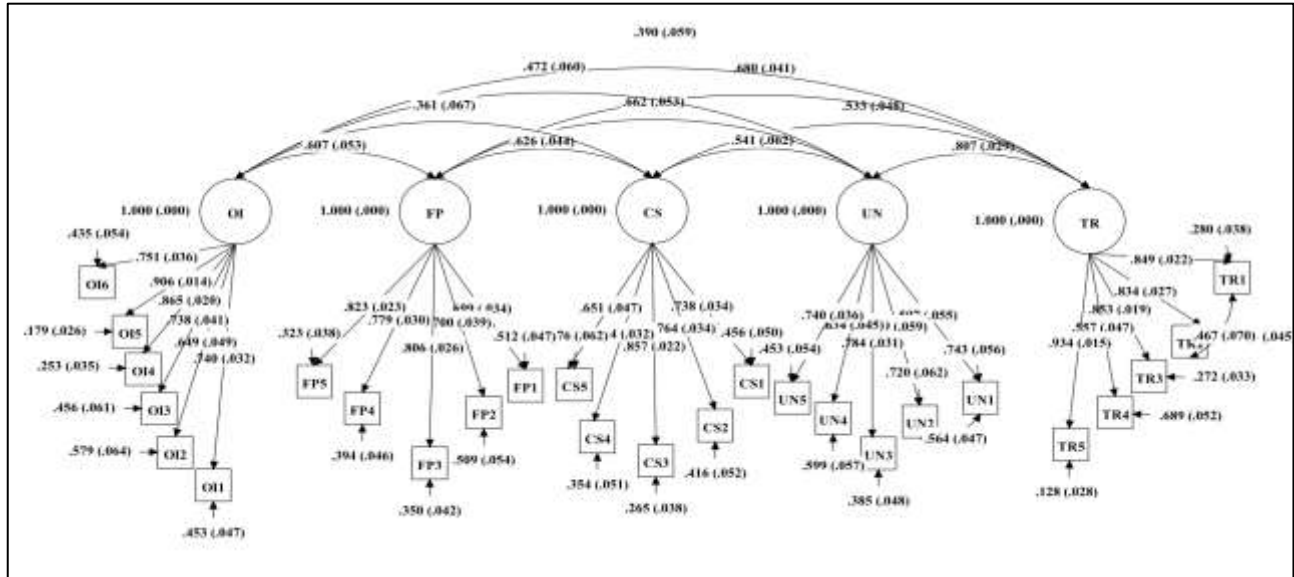 .390 (.059)
.472 (.060) .680 (.041)
.361 (.067) .662 (.053) .533 (.048)
.607 (.053) .626 (.044) .541 (.062) .807 (.029)
1.000 (.000) OI 1.000 (.000) FP 1.000 (.000) CS 1.000 (.000) UN 1.000 (.000) TR
.435 (.054) .280 (.038)
.751 (.036) .849 (.022)
OI6 TR1
.906 (.014) .834 (.027)
.865 (.020) .823 (.023) .651 (.047) .738 (.034) .740 (.036) .853 (.019)
.179 (.026) OI5 .738 (.041) .323 (.038) .779 (.030) .700 (.039) .512 (.047) .764 (.034) .456 (.050) .453 (.054) .743 (.056) .557 (.047) .467 (.070)
.649 (.049) .806 (.026) .857 (.022) .784 (.031) .934 (.015)
.253 (.035) OI4 .740 (.032) FP5 FP1 CS5 CS1 UN5 .720 (.062) UN1 TR3 .272 (.033)
.456 (.061) OI3 FP4 FP2 CS4 CS2 UN4 UN2 TR4 .689 (.052)
.579 (.064) OI2 .394 (.046) FP3 .509 (.054) .354 (.051) CS3 .416 (.052) .599 (.057) UN3 .564 (.047) TR5
OI1 .350 (.042) .265 (.038) .385 (.048) .128 (.028)
.453 (.047)